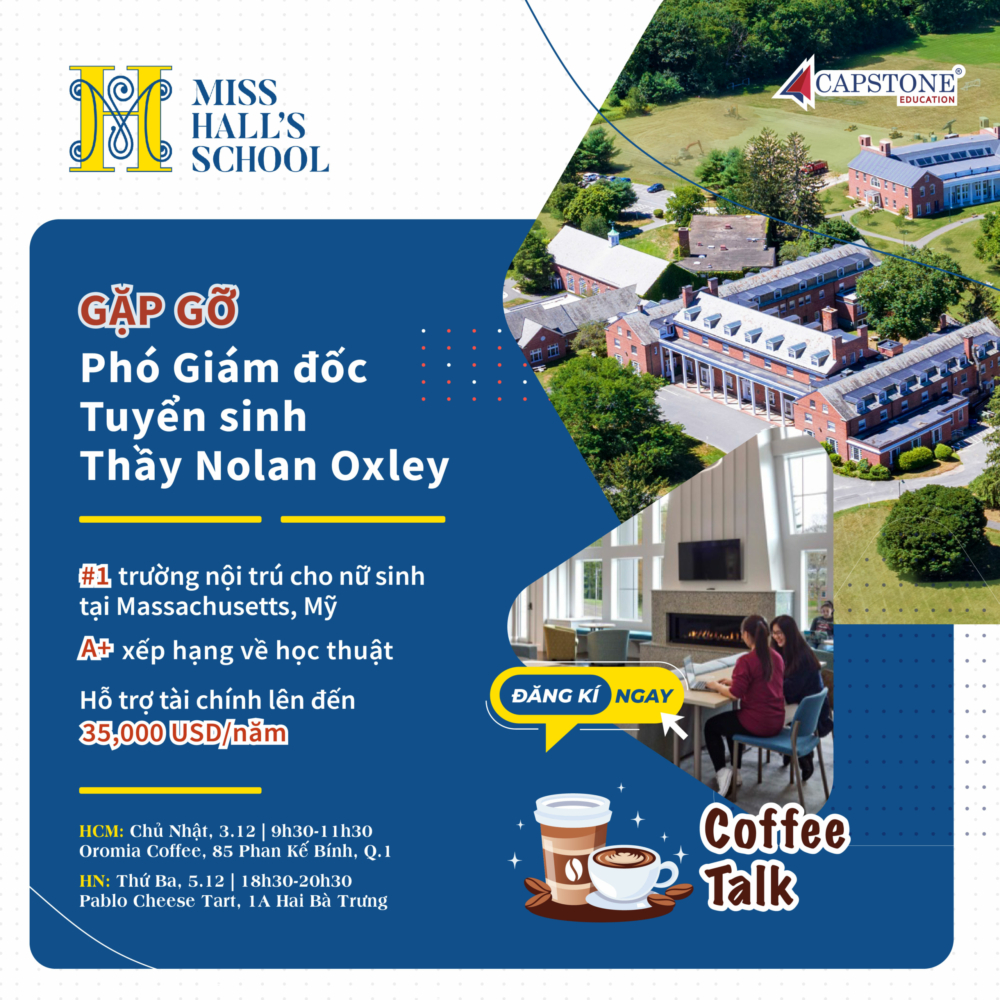 MISS
HALL'S
SCHOOL
CAPSTONE®
EDUCATION
GẶP GỠ
Phó Giám đốc
Tuyển sinh
Thầy Nolan Oxley
#1 trường nội trú cho nữ sinh
tại Massachusetts, Mỹ
A+ xếp hạng về học thuật
Hỗ trợ tài chính lên đến
35,000 USD/năm
ĐĂNG KÍ NGAY
HCM: Chủ Nhật, 3.12 | 9h30-11h30
Oromia Coffee, 85 Phan Kế Bính, Q.1
HN: Thứ Ba, 5.12 | 18h30-20h30
Pablo Cheese Tart, 1A Hai Bà Trưng
Coffee
Talk